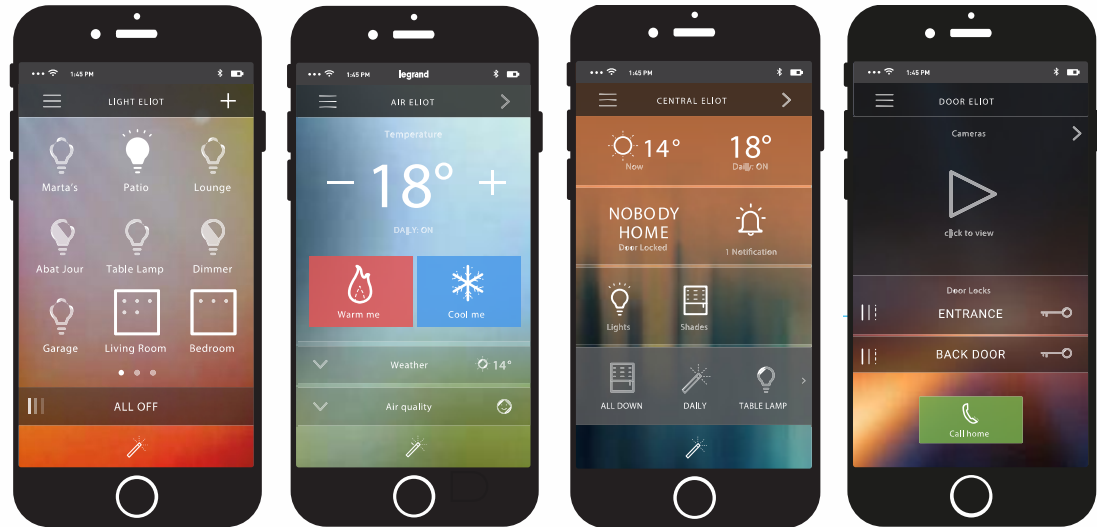 1:45 PM
LIGHT ELIOT
Marta's
Patio
Lounge
Abat Jour
Table Lamp
Dimmer
Garage
Living Room
Bedroom
ALL OFF
1:45 PM
legrand
AIR ELIOT
Temperature
18°
DAILY: ON
Warm me
Cool me
Weather
14°
Air quality
1:45 PM
CENTRAL ELIOT
14°
Now
18°
Daily: ON
NOBODY
HOME
Door Locked
1 Notification
Lights
Shades
ALL DOWN
DAILY
TABLE LAMP
1:45 PM
DOOR ELIOT
Cameras
click to view
Door Locks
ENTRANCE
BACK DOOR
Call home